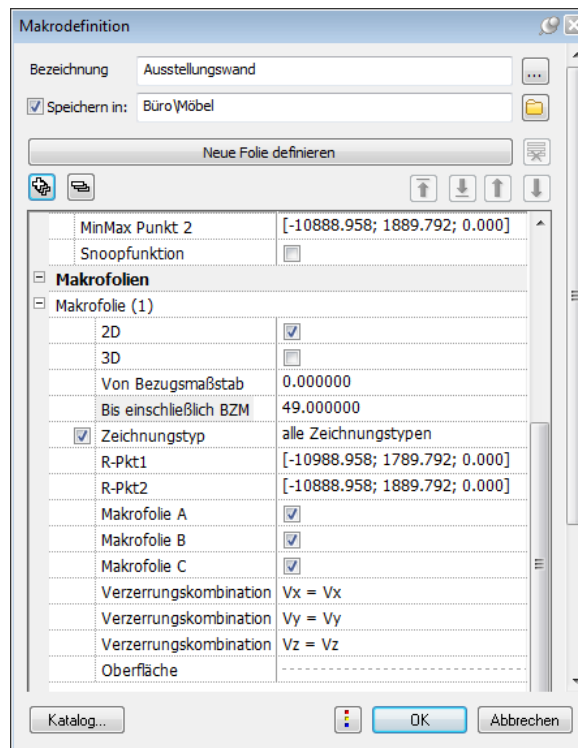 Makrodefinition
Bezeichnung Ausstellungswand ...
Speichern in: Büro\Möbel
Neue Folie definieren
MinMax Punkt 2 [-10888.958; 1889.792; 0.000]
Snoopfunktion
Makrofolien
Makrofolie (1)
2D
3D
Von Bezugsmaßstab 0.000000
Bis einschließlich BZM 49.000000
Zeichnungstyp alle Zeichnungstypen
R-Pkt1 [-10988.958; 1789.792; 0.000]
R-Pkt2 [-10888.958; 1889.792; 0.000]
Makrofolie A
Makrofolie B
Makrofolie C
Verzerrungskombination Vx = Vx
Verzerrungskombination Vy = Vy
Verzerrungskombination Vz = Vz
Oberfläche
Katalog... OK Abbrechen